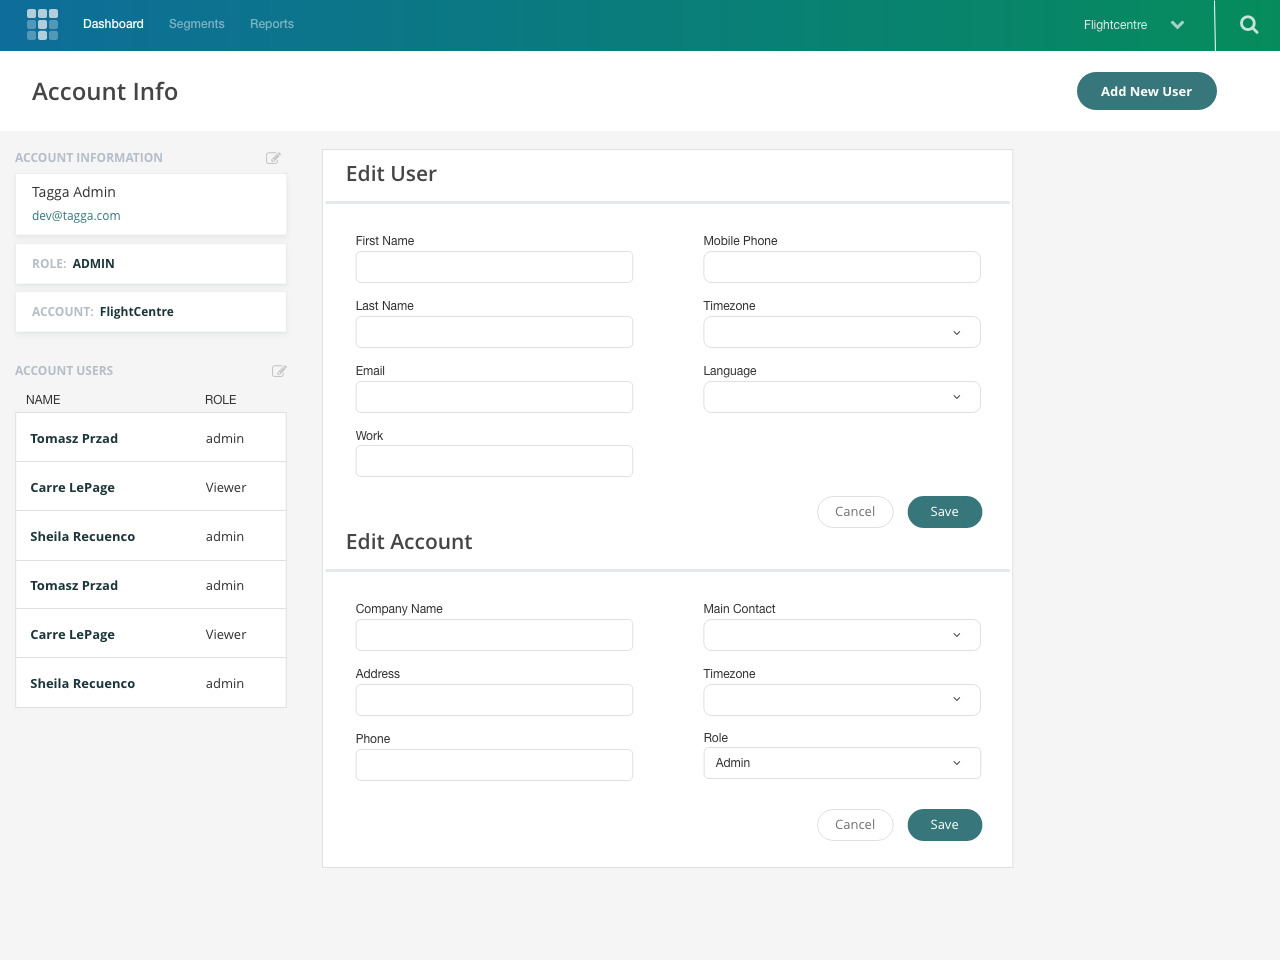 Dashboard Segments Reports Flightcentre
Account Info
Add New User
ACCOUNT INFORMATION
Tagga Admin
dev@tagga.com
ROLE: ADMIN
ACCOUNT: FlightCentre
ACCOUNT USERS
NAME ROLE
Tomasz Przad admin
Carre LePage Viewer
Sheila Recuenco admin
Tomasz Przad admin
Carre LePage Viewer
Sheila Recuenco admin
Edit User
First Name
Mobile Phone
Last Name
Timezone
Email
Language
Work
Cancel Save
Edit Account
Company Name
Main Contact
Address
Timezone
Phone
Role
Admin
Cancel Save